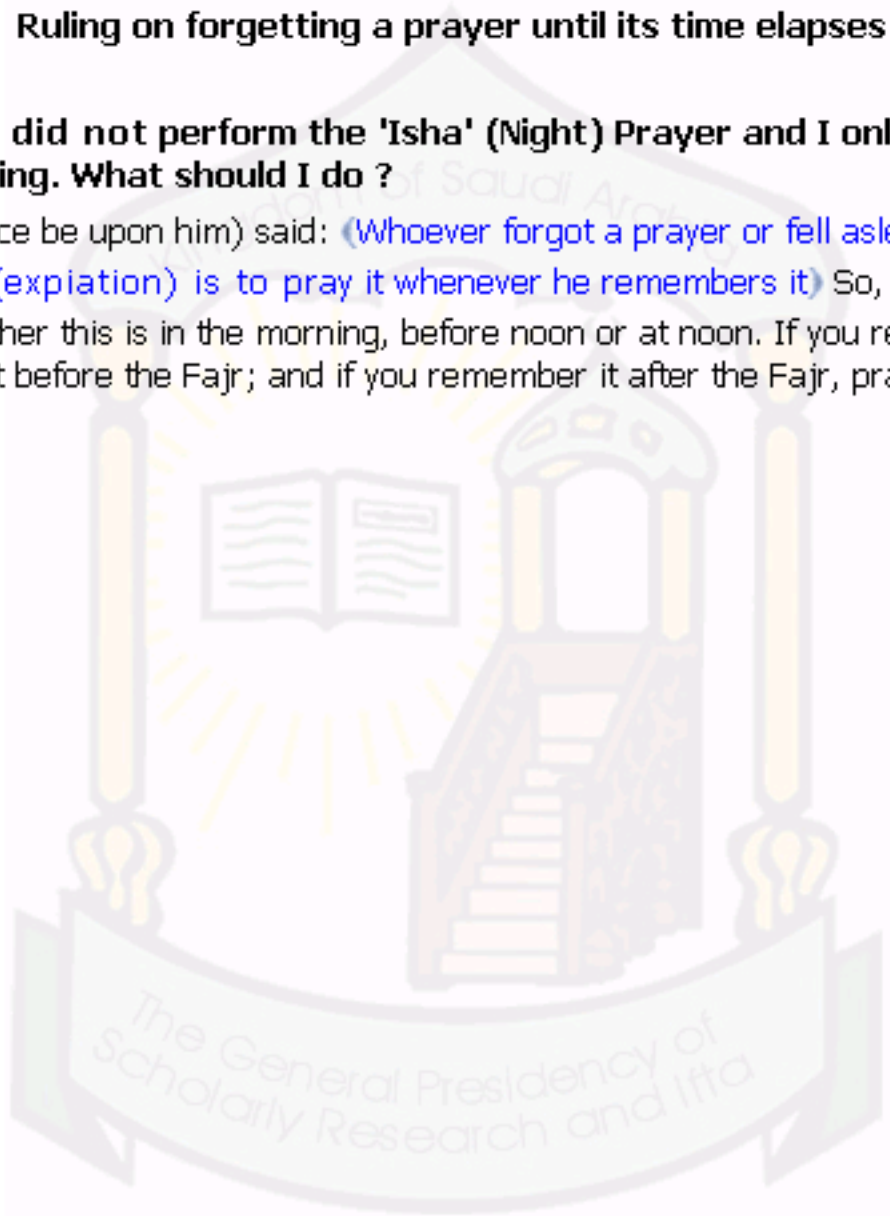 Ruling on forgetting a prayer until its time elapses
did not perform the 'Isha' (Night) Prayer and I onl
ing. What should I do ?
ce be upon him) said: (Whoever forgot a prayer or fell asle
(expiation) is to pray it whenever he remembers it) So,
her this is in the morning, before noon or at noon. If you re
t before the Fajr; and if you remember it after the Fajr, pra
Kingdom of Saudi Arabia
The General Presidency of
Scholarly Research and Ifta